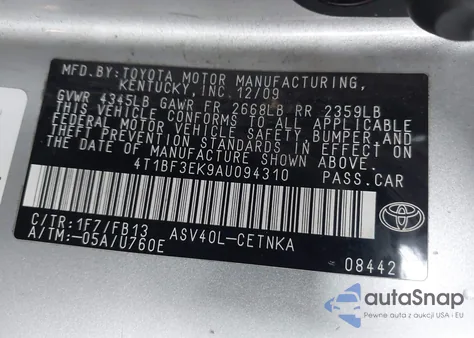 MFD.BY:TOYOTA MOTOR MANUFACTURING,
KENTUCKY,INC. 12/09
GVWR 4345LB GAWR FR 2668LB RR 2359LB
THIS VEHICLE CONFORMS TO ALL APPLICABLE
FEDERAL MOTOR VEHICLE SAFETY, BUMPER AND
THEFT PREVENTION STANDARDS IN EFFECT ON
THE DATE OF MANUFACTURE SHOWN ABOVE.
4T1BF3EK9AU094310 PASS.CAR
C/TR:1F7/FB13 ASV40L-CETNKA
A/TM:-05A/U760E
TOYOTA
08442
autoSnap
Pewne auta z aukcji USA i EU